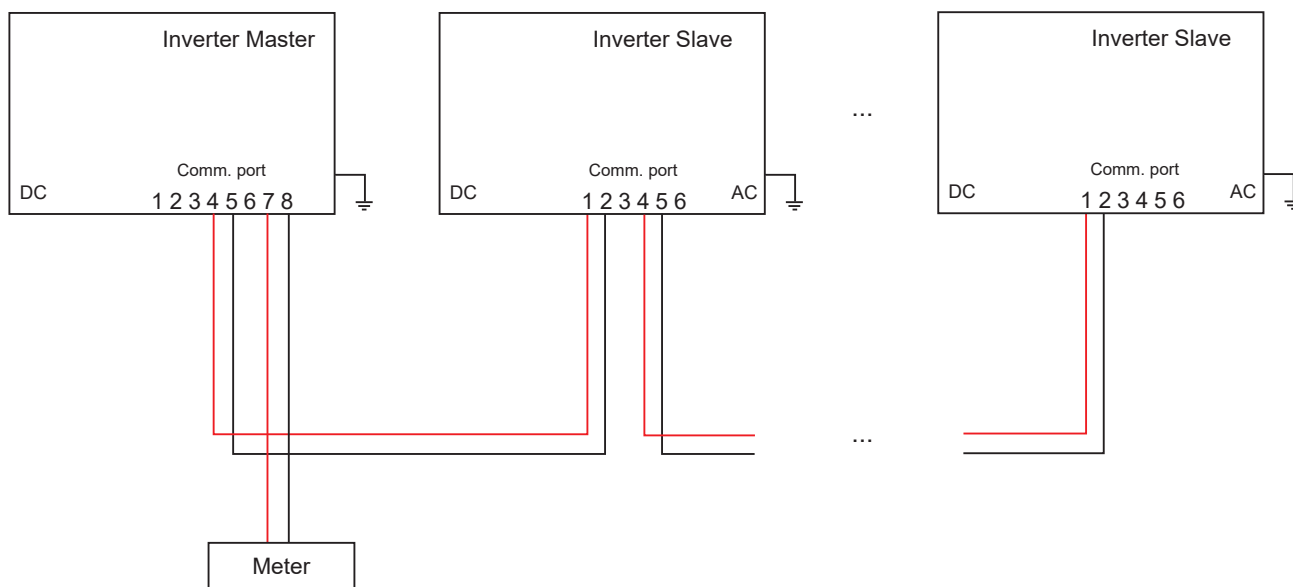 Inverter Master
Comm. port
DC
1 2 3 4 5 6 7 8
Inverter Slave
Comm. port
DC
AC
1 2 3 4 5 6
...
Inverter Slave
Comm. port
DC
AC
1 2 3 4 5 6
...
Meter